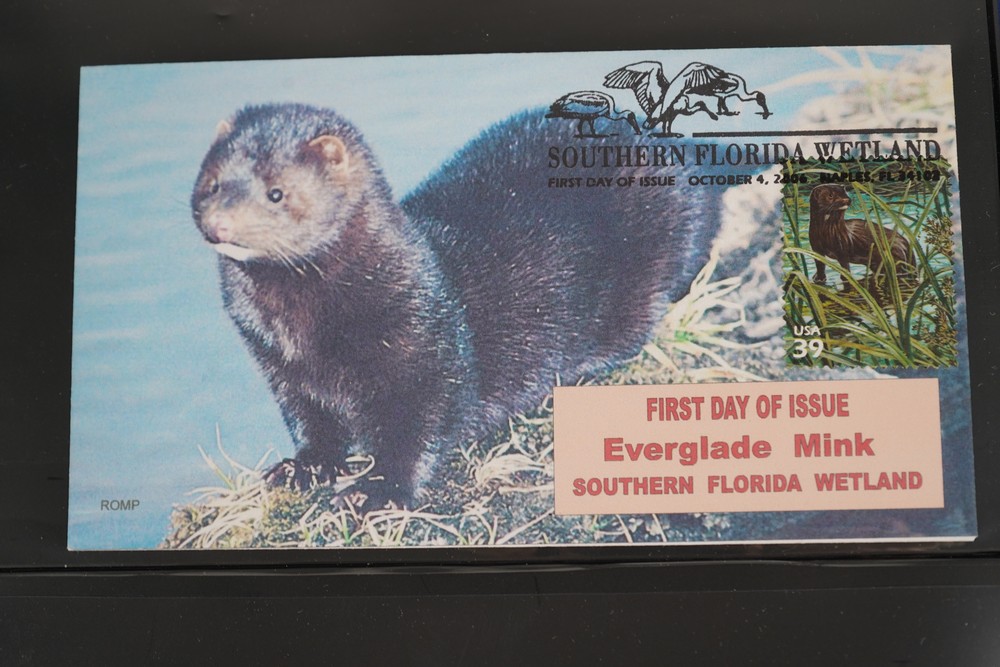 SOUTHERN FLORIDA WETLAND
FIRST DAY OF ISSUE OCTOBER 4, 2006 NAPLES, FL 34102
USA
39
FIRST DAY OF ISSUE
Everglade Mink
SOUTHERN FLORIDA WETLAND
ROMP